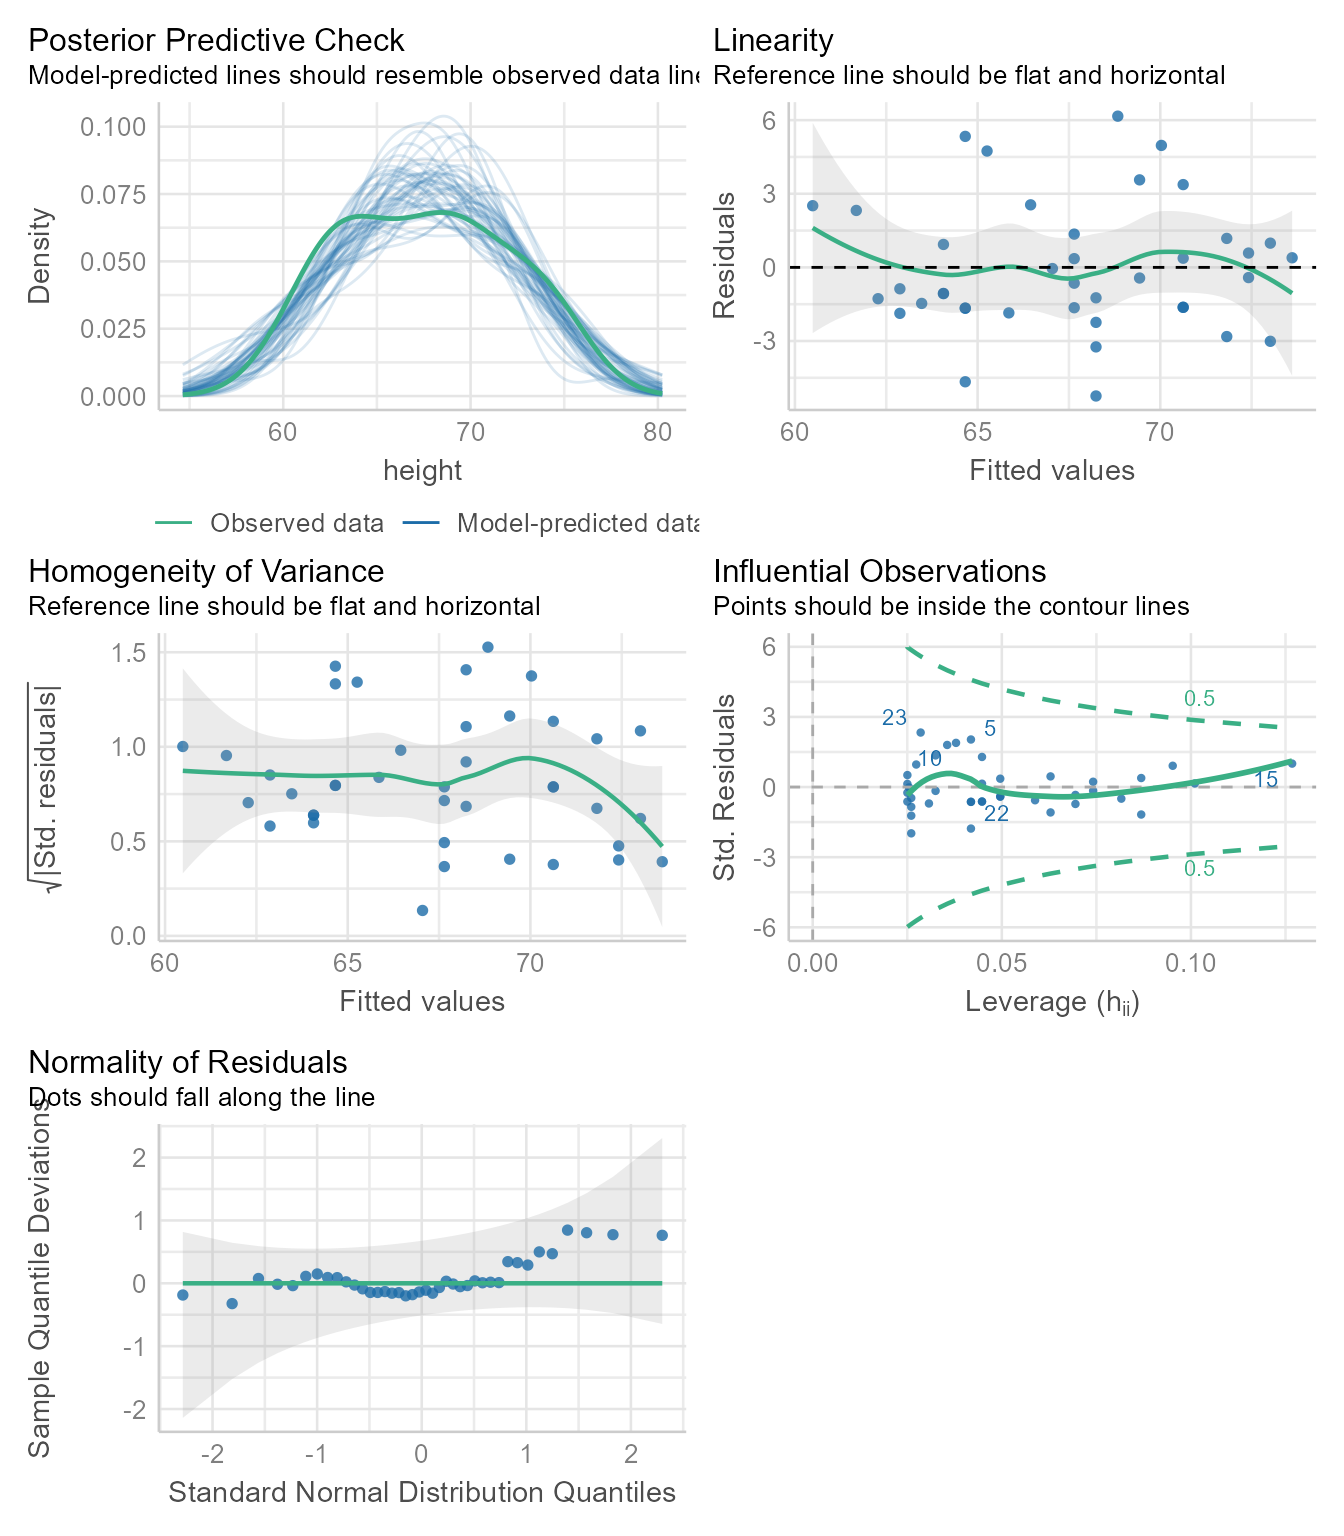 Posterior Predictive Check
Model-predicted lines should resemble observed data line
0.100
0.075
0.050
0.025
0.000
Density
60 70 80
height
Observed data Model-predicted data
Linearity
Reference line should be flat and horizontal
6
3
0
-3
Residuals
60 65 70
Fitted values
Homogeneity of Variance
Reference line should be flat and horizontal
1.5
1.0
0.5
0.0
√|Std. residuals|
60 65 70
Fitted values
Influential Observations
Points should be inside the contour lines
6
3
0
-3
-6
Std. Residuals
0.5
23
5
10
15
22
0.5
0.00 0.05 0.10
Leverage (hii)
Normality of Residuals
Dots should fall along the line
2
1
0
-1
-2
Sample Quantile Deviations
-2 -1 0 1 2
Standard Normal Distribution Quantiles